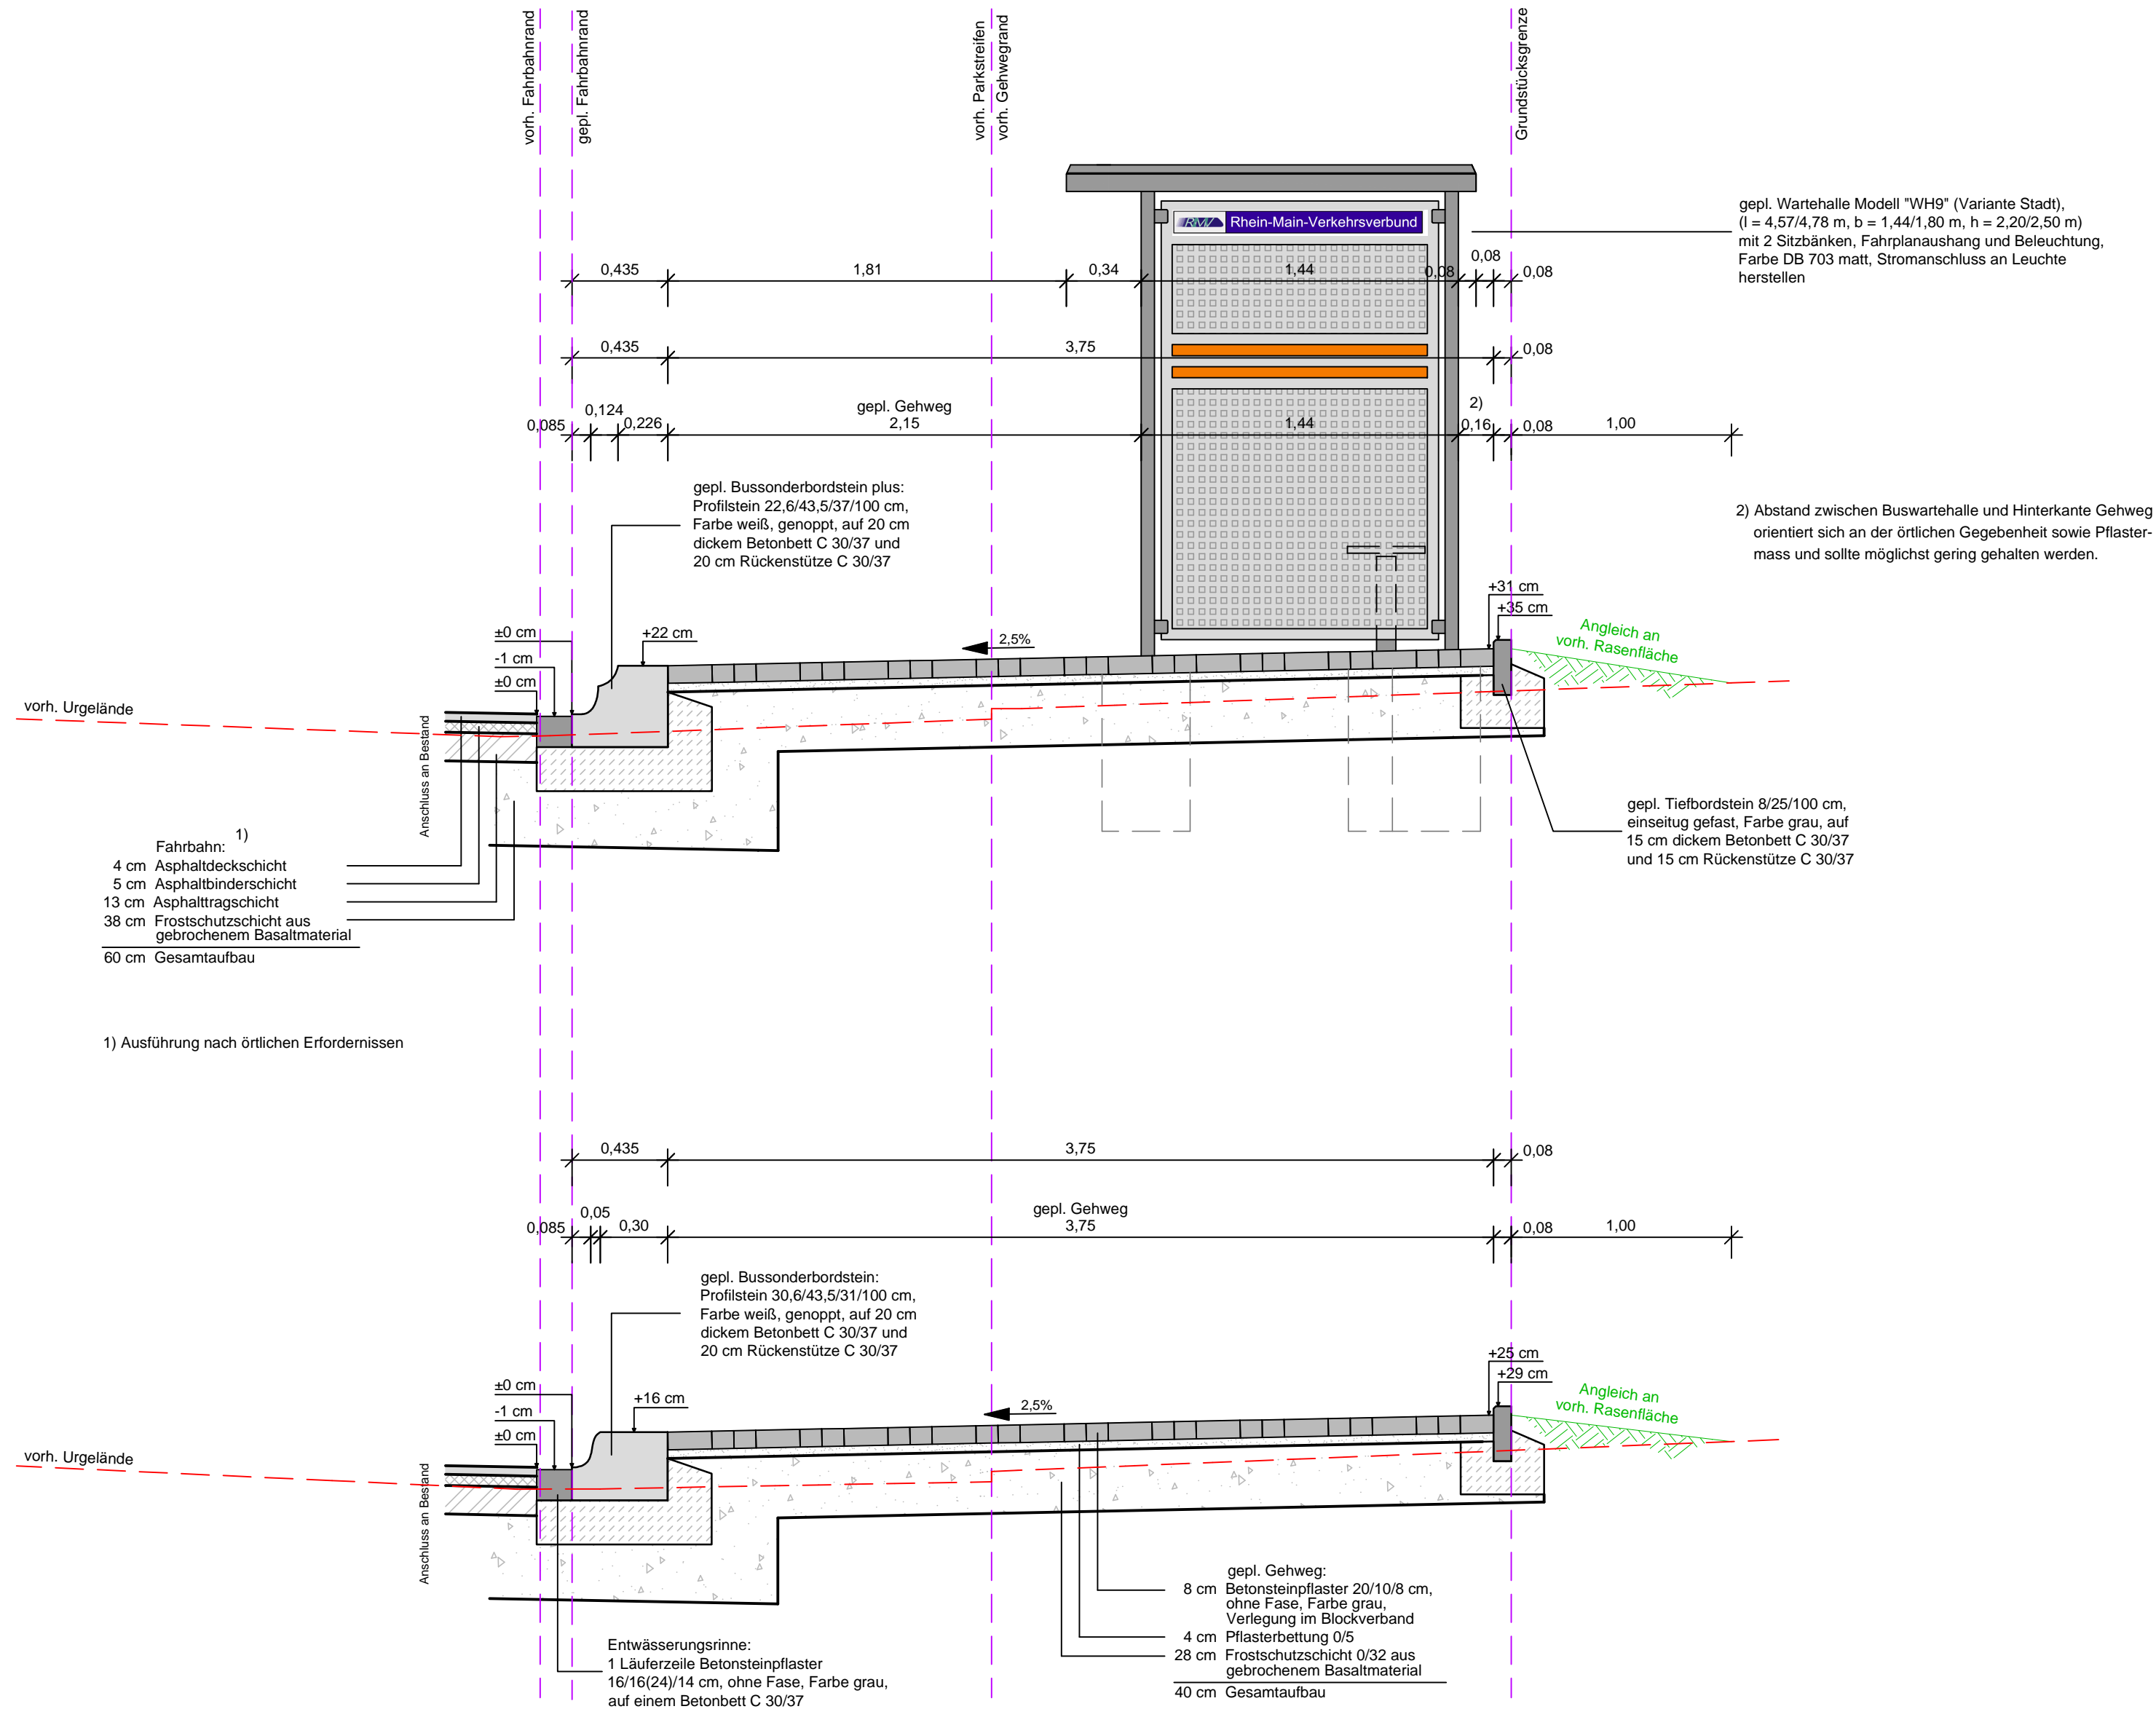 vorh. Fahrbahnrand
gepl. Fahrbahnrand
vorh. Parkstreifen
vorh. Gehwegrand
Grundstücksgrenze
RMV Rhein-Main-Verkehrsverbund
gepl. Wartehalle Modell "WH9" (Variante Stadt),
(l = 4,57/4,78 m, b = 1,44/1,80 m, h = 2,20/2,50 m)
mit 2 Sitzbänken, Fahrplanaushang und Beleuchtung,
Farbe DB 703 matt, Stromanschluss an Leuchte
herstellen
0,435 1,81 0,34 1,44 0,08 0,08 0,08
0,435 3,75 0,08
gepl. Gehweg
0,085 0,124 0,226 2,15 1,44 2) 0,16 0,08 1,00
gepl. Bussonderbordstein plus:
Profilstein 22,6/43,5/37/100 cm,
Farbe weiß, genoppt, auf 20 cm
dickem Betonbett C 30/37 und
20 cm Rückenstütze C 30/37
2) Abstand zwischen Buswartehalle und Hinterkante Gehweg
orientiert sich an der örtlichen Gegebenheit sowie Pflaster-
mass und sollte möglichst gering gehalten werden.
+31 cm
+35 cm
±0 cm
-1 cm
±0 cm
+22 cm
2,5%
Angleich an
vorh. Rasenfläche
vorh. Urgelände
Anschluss an Bestand
gepl. Tiefbordstein 8/25/100 cm,
einseitug gefast, Farbe grau, auf
15 cm dickem Betonbett C 30/37
und 15 cm Rückenstütze C 30/37
1)
Fahrbahn:
4 cm Asphaltdeckschicht
5 cm Asphaltbinderschicht
13 cm Asphalttragschicht
38 cm Frostschutzschicht aus
gebrochenem Basaltmaterial
60 cm Gesamtaufbau
1) Ausführung nach örtlichen Erfordernissen
0,435 3,75 0,08
gepl. Gehweg
0,085 0,05 0,30 3,75 0,08 1,00
gepl. Bussonderbordstein:
Profilstein 30,6/43,5/31/100 cm,
Farbe weiß, genoppt, auf 20 cm
dickem Betonbett C 30/37 und
20 cm Rückenstütze C 30/37
+25 cm
+29 cm
±0 cm
-1 cm
±0 cm
+16 cm
2,5%
Angleich an
vorh. Rasenfläche
vorh. Urgelände
Anschluss an Bestand
gepl. Gehweg:
8 cm Betonsteinpflaster 20/10/8 cm,
ohne Fase, Farbe grau,
Verlegung im Blockverband
4 cm Pflasterbettung 0/5
28 cm Frostschutzschicht 0/32 aus
gebrochenem Basaltmaterial
40 cm Gesamtaufbau
Entwässerungsrinne:
1 Läuferzeile Betonsteinpflaster
16/16(24)/14 cm, ohne Fase, Farbe grau,
auf einem Betonbett C 30/37